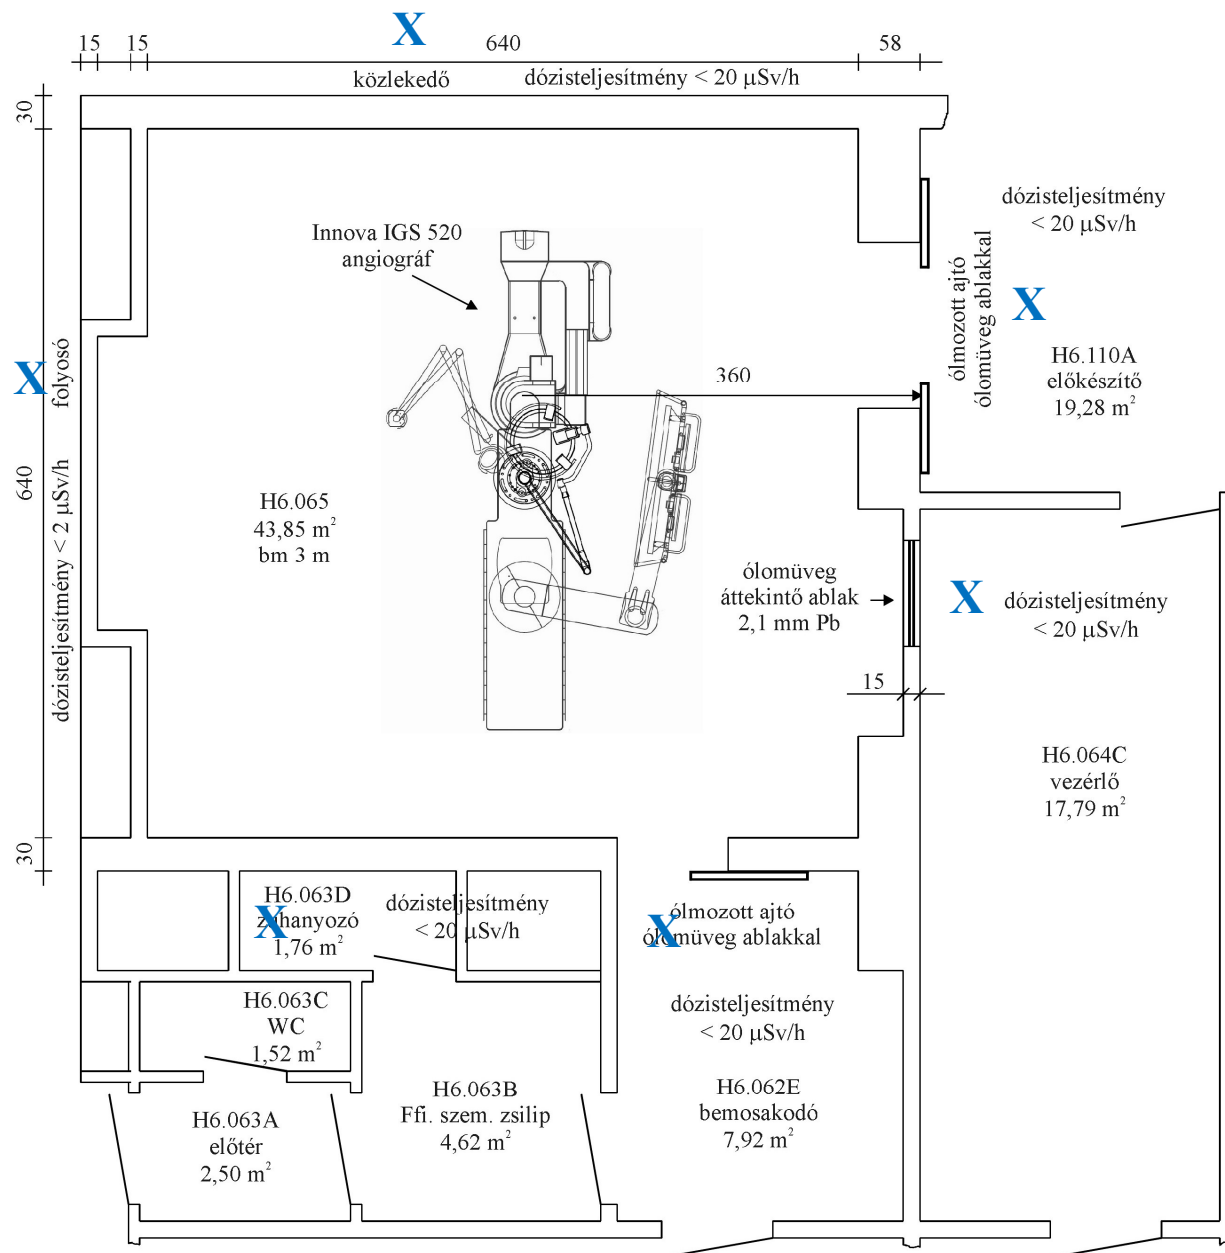 X
15 15 640 58
közlekedő dózisteljesítmény < 20 μSv/h
30
dózisteljesítmény
< 20 μSv/h
Innova IGS 520
angiográf
ólmozott ajtó
ólomüveg ablakkal
X
H6.110A
előkészítő
19,28 m²
360
X
folyosó
dózisteljesítmény < 2 μSv/h
640
H6.065
43,85 m²
bm 3 m
ólomüveg
áttekintő ablak
2,1 mm Pb
X
dózisteljesítmény
< 20 μSv/h
15
H6.064C
vezérlő
17,79 m²
30
H6.063D
zuhanyozó
1,76 m²
X
dózisteljesítmény
< 20 μSv/h
ólmozott ajtó
ólomüveg ablakkal
X
dózisteljesítmény
< 20 μSv/h
H6.063C
WC
1,52 m²
H6.063B
Ffi. szem. zsilip
4,62 m²
H6.062E
bemosakodó
7,92 m²
H6.063A
előtér
2,50 m²